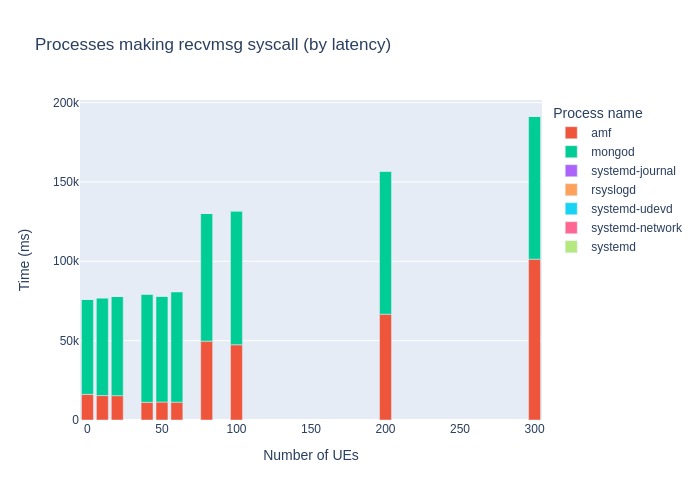 Processes making recvmsg syscall (by latency)
200k
150k
100k
50k
0
Time (ms)
0
50
100
150
200
250
300
Number of UEs
Process name
amf
mongod
systemd-journal
rsyslogd
systemd-udevd
systemd-network
systemd